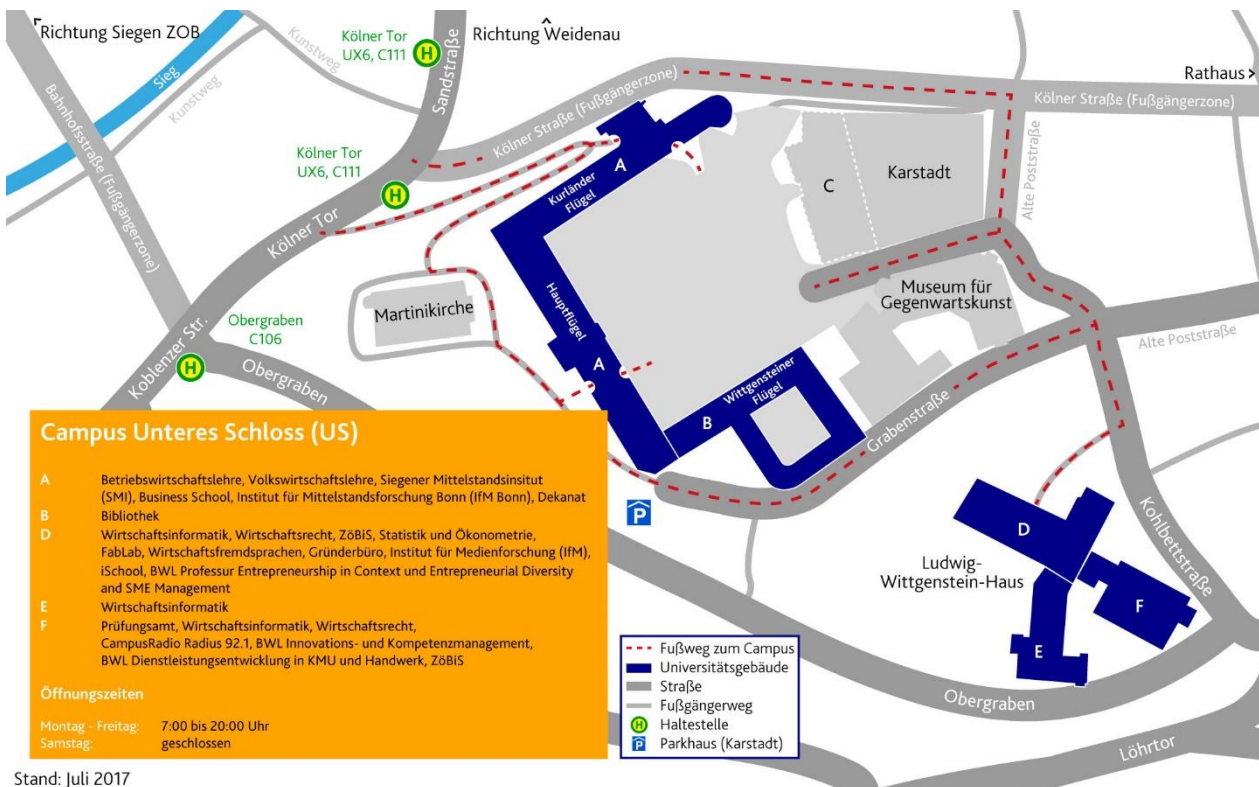 Richtung Siegen ZOB
Kölner Tor
UX6, C111
H
Richtung Weidenau
Rathaus
Sieg
Kunstweg
Kunstweg
Bahnhofsstraße (Fußgängerzone)
Sandstraße
Kölner Straße (Fußgängerzone)
Kölner Straße (Fußgängerzone)
Kölner Tor
UX6, C111
H
Kölner Tor
A
Kurländer
Flügel
C
Karstadt
Alte Poststraße
Martinikirche
Hauptflügel
A
Museum für
Gegenwartskunst
Alte Poststraße
Obergraben
C106
H
Koblenzer Str.
Obergraben
Wittgensteiner
Flügel
B
Grabenstraße
P
Kohlbettstraße
D
Ludwig-
Wittgenstein-Haus
F
E
Obergraben
Löhrtor
Campus Unteres Schloss (US)
A Betriebswirtschaftslehre, Volkswirtschaftslehre, Siegener Mittelstandsinsitut
(SMI), Business School, Institut für Mittelstandsforschung Bonn (IfM Bonn), Dekanat
B Bibliothek
D Wirtschaftsinformatik, Wirtschaftsrecht, ZöBiS, Statistik und Ökonometrie,
FabLab, Wirtschaftsfremdsprachen, Gründerbüro, Institut für Medienforschung (IfM),
iSchool, BWL Professur Entrepreneurship in Context und Entrepreneurial Diversity
and SME Management
E Wirtschaftsinformatik
F Prüfungsamt, Wirtschaftsinformatik, Wirtschaftsrecht,
CampusRadio Radius 92.1, BWL Innovations- und Kompetenzmanagement,
BWL Dienstleistungsentwicklung in KMU und Handwerk, ZöBiS
Öffnungszeiten
Montag - Freitag: 7:00 bis 20:00 Uhr
Samstag: geschlossen
Fußweg zum Campus
Universitätsgebäude
Straße
Fußgängerweg
H Haltestelle
P Parkhaus (Karstadt)
Stand: Juli 2017